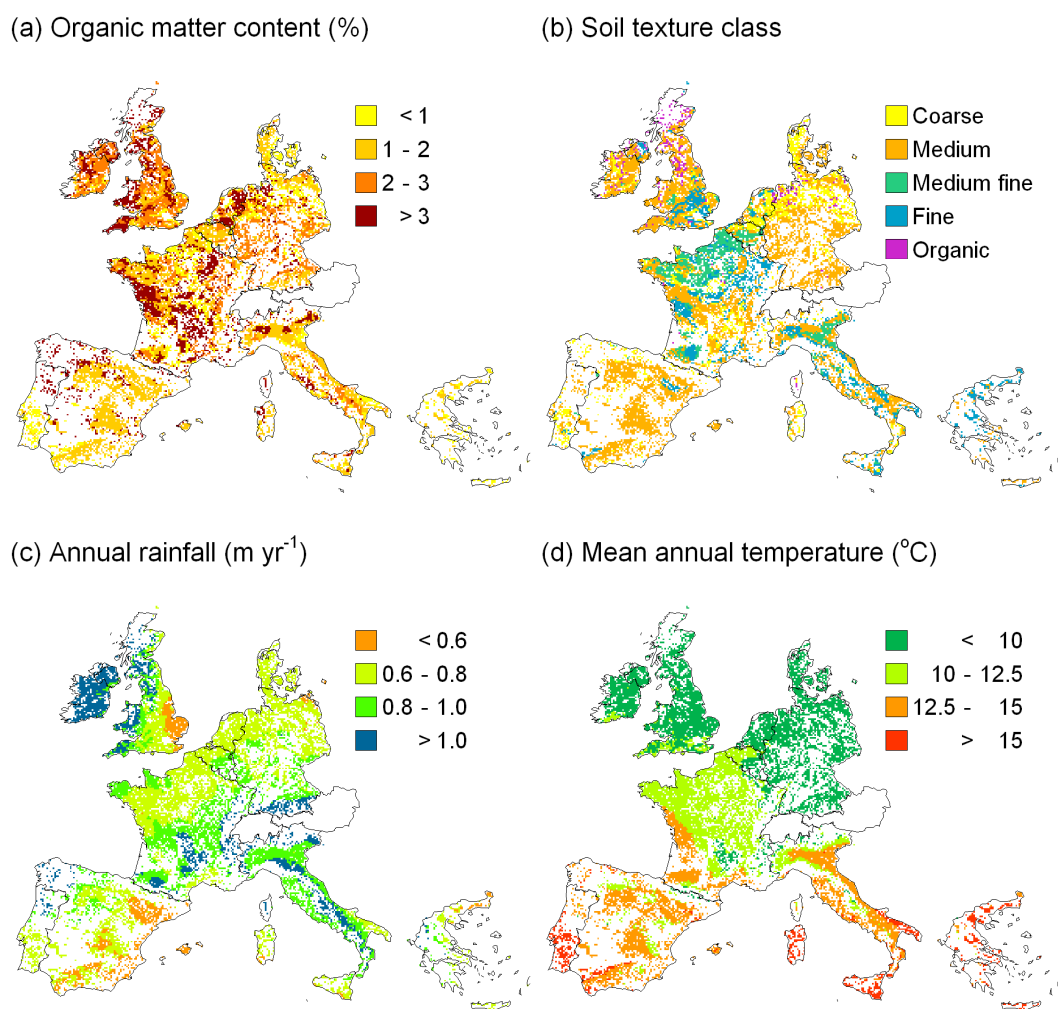 (a) Organic matter content (%)
< 1
1 - 2
2 - 3
> 3
(b) Soil texture class
Coarse
Medium
Medium fine
Fine
Organic
(c) Annual rainfall (m yr⁻¹)
< 0.6
0.6 - 0.8
0.8 - 1.0
> 1.0
(d) Mean annual temperature (°C)
< 10
10 - 12.5
12.5 - 15
> 15